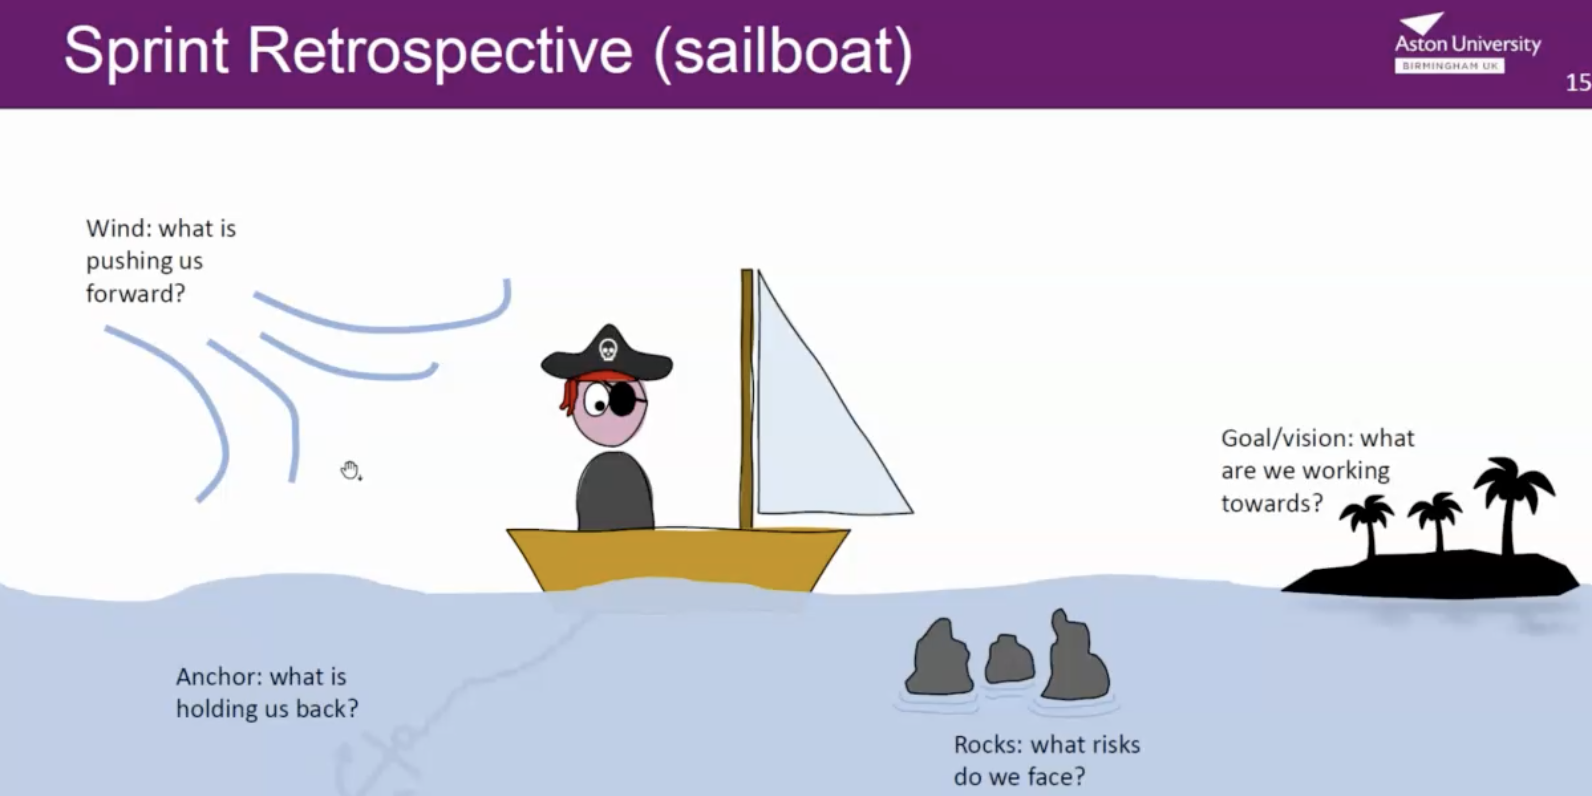 Sprint Retrospective (sailboat)
Aston University
BIRMINGHAM UK
15
Wind: what is
pushing us
forward?
Goal/vision: what
are we working
towards?
Anchor: what is
holding us back?
Rocks: what risks
do we face?